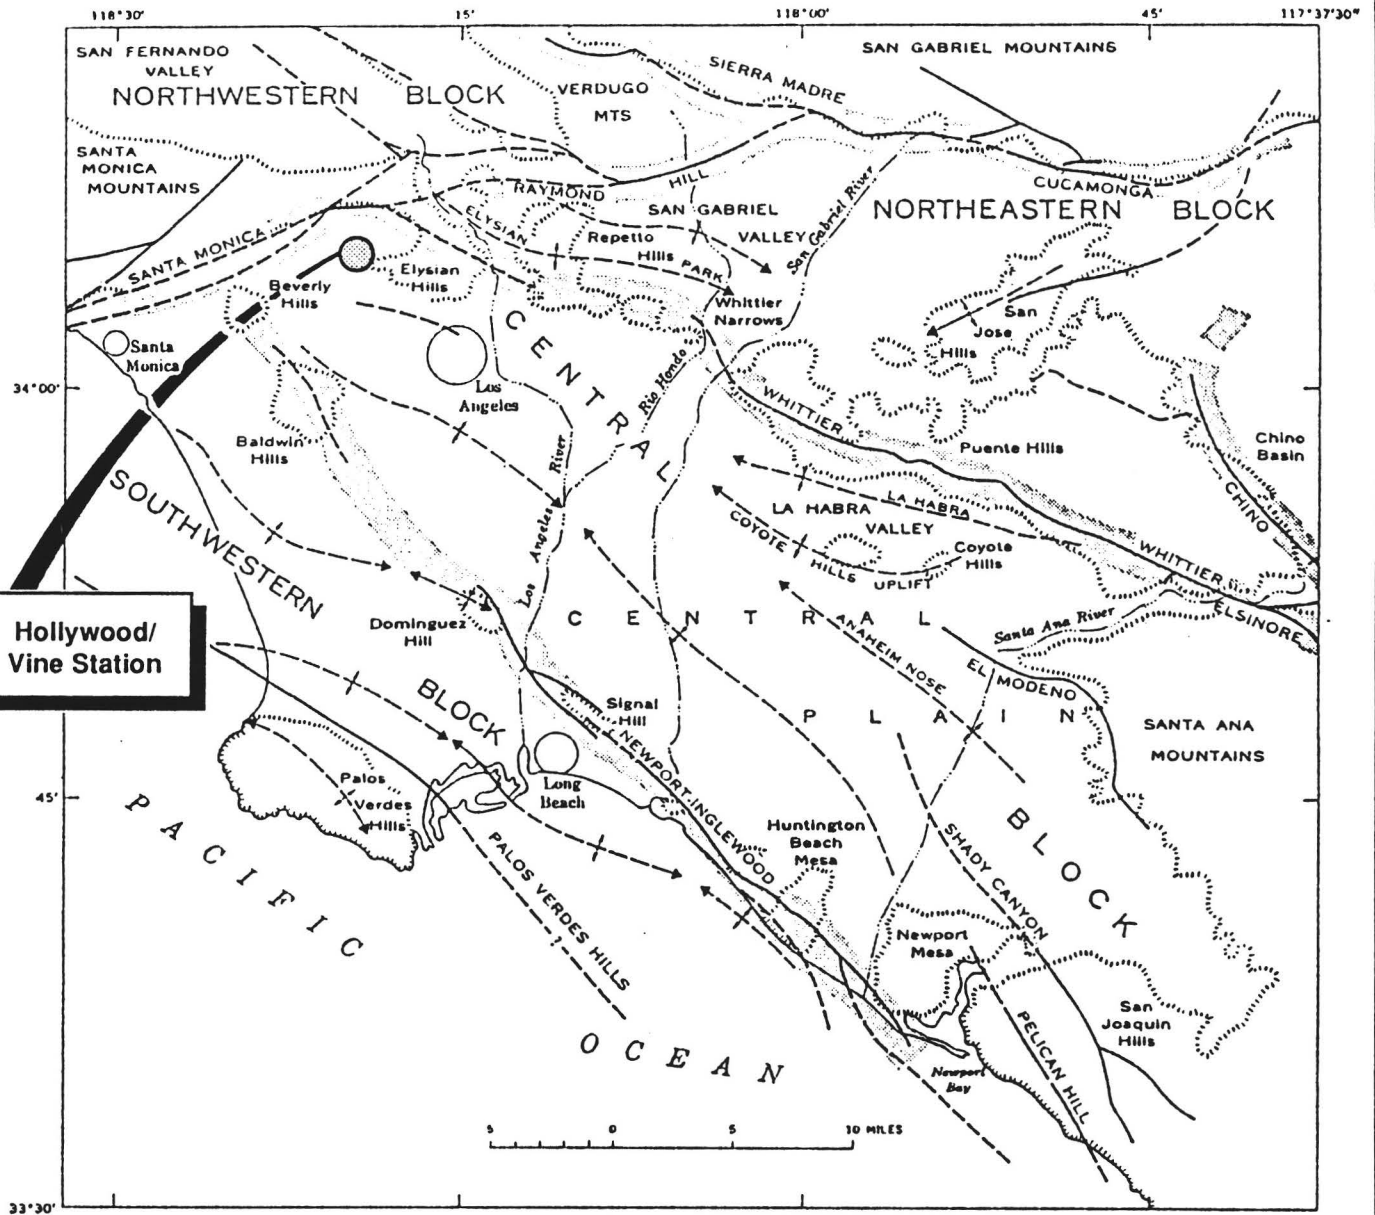 118°30'
15'
118°00'
45'
117°37'30"
SAN FERNANDO
VALLEY
NORTHWESTERN BLOCK
VERDUGO
MTS
SIERRA MADRE
SAN GABRIEL MOUNTAINS
SANTA
MONICA
MOUNTAINS
RAYMOND
HILL
CUCAMONGA
SAN GABRIEL
VALLEY
San Gabriel River
NORTHEASTERN BLOCK
SANTA MONICA
ELYSIAN
PARK
Repetto
Hills
Elysian
Hills
Beverly
Hills
Whittier
Narrows
San
Jose
Hills
Santa
Monica
34°00'
Los
Angeles
CENTRAL
Rio Hondo
WHITTIER
Baldwin
Hills
Puente Hills
Chino
Basin
CHINO
Los Angeles River
LA HABRA
LA HABRA
VALLEY
COYOTE
HILLS
UPLIFT
Coyote
Hills
WHITTIER
ELSINORE
SOUTHWESTERN
BLOCK
Hollywood/
Vine Station
Dominguez
Hill
CENTRAL
PLAIN
ANAHEIM NOSE
Santa Ana River
EL MODENO
Signal
Hill
SANTA ANA
MOUNTAINS
NEWPORT-INGLEWOOD
Long
Beach
Palos
Verdes
Hills
45'
PACIFIC
OCEAN
PALOS VERDES HILLS
?
Huntington
Beach
Mesa
SHADY CANYON
BLOCK
Newport
Mesa
San
Joaquin
Hills
PELICAN HILL
Newport
Bay
5 0 5 10 MILES
33°30'